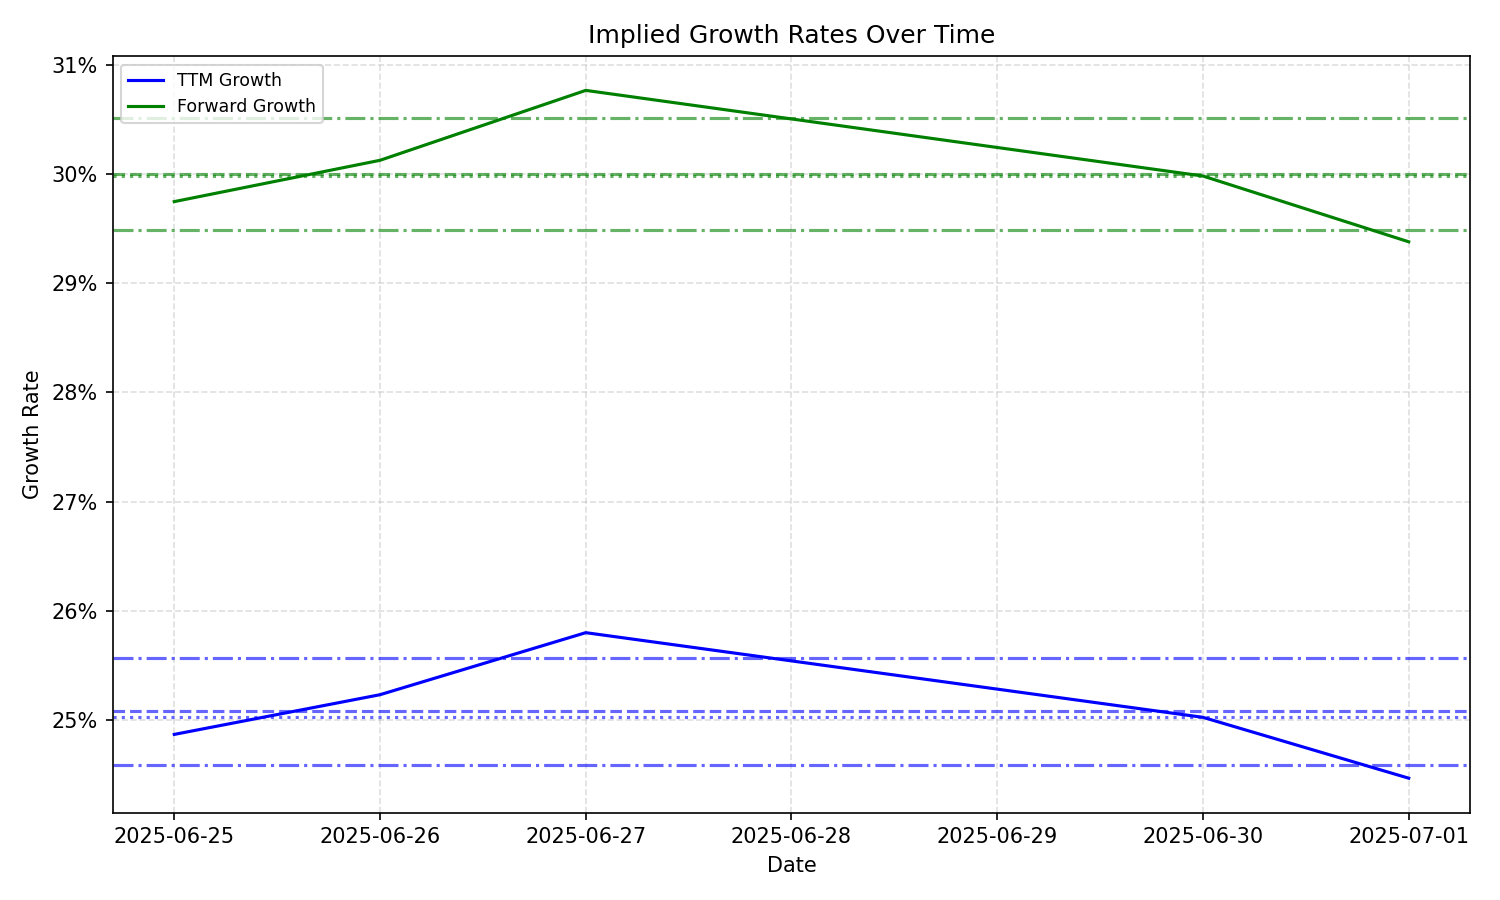 Implied Growth Rates Over Time
TTM Growth
Forward Growth
Growth Rate
31%
30%
29%
28%
27%
26%
25%
2025-06-25
2025-06-26
2025-06-27
2025-06-28
2025-06-29
2025-06-30
2025-07-01
Date